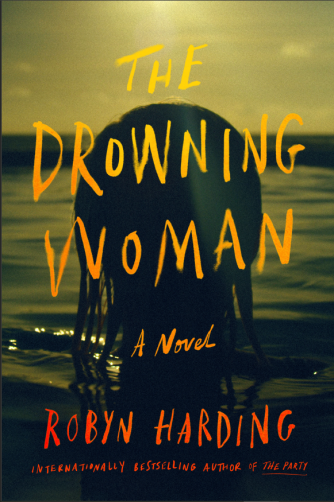 THE
DROWNING
WOMAN
A Novel
ROBYN HARDING
INTERNATIONALLY BESTSELLING AUTHOR OF THE PARTY